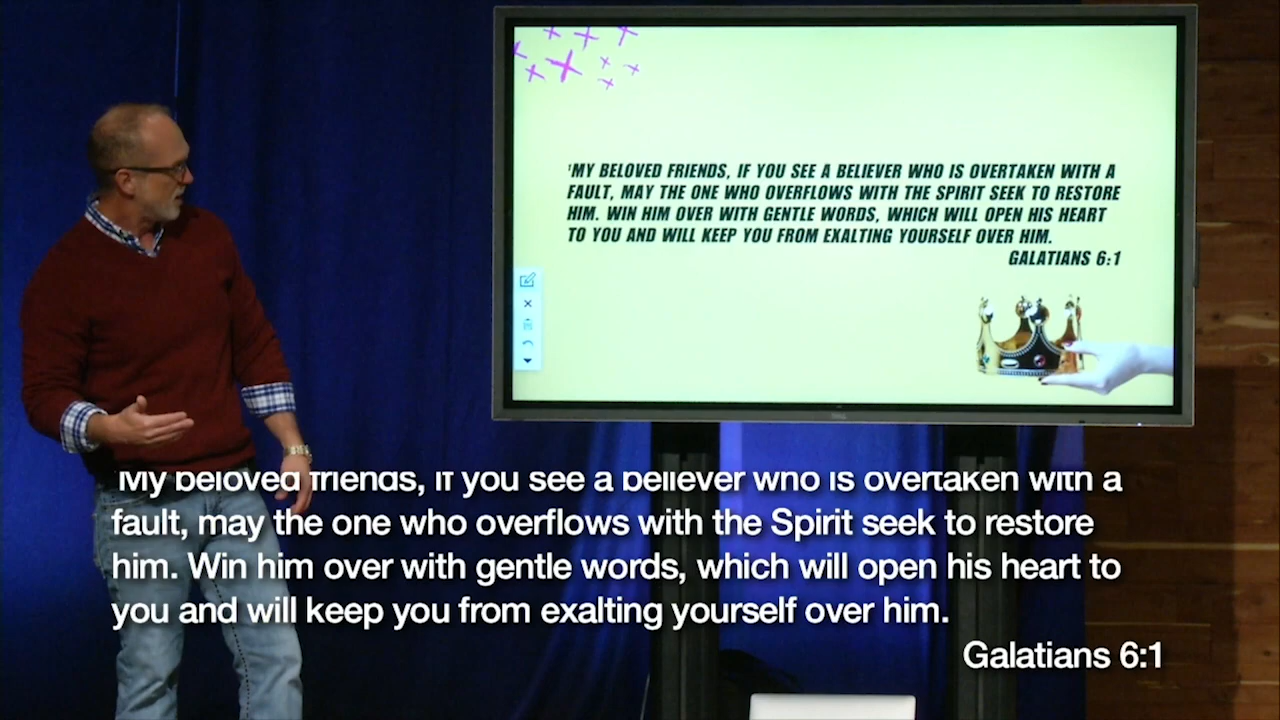 'MY BELOVED FRIENDS, IF YOU SEE A BELIEVER WHO IS OVERTAKEN WITH A
FAULT, MAY THE ONE WHO OVERFLOWS WITH THE SPIRIT SEEK TO RESTORE
HIM. WIN HIM OVER WITH GENTLE WORDS, WHICH WILL OPEN HIS HEART
TO YOU AND WILL KEEP YOU FROM EXALTING YOURSELF OVER HIM.
GALATIANS 6:1
DELL
My beloved friends, if you see a believer who is overtaken with a
fault, may the one who overflows with the Spirit seek to restore
him. Win him over with gentle words, which will open his heart to
you and will keep you from exalting yourself over him.
Galatians 6:1